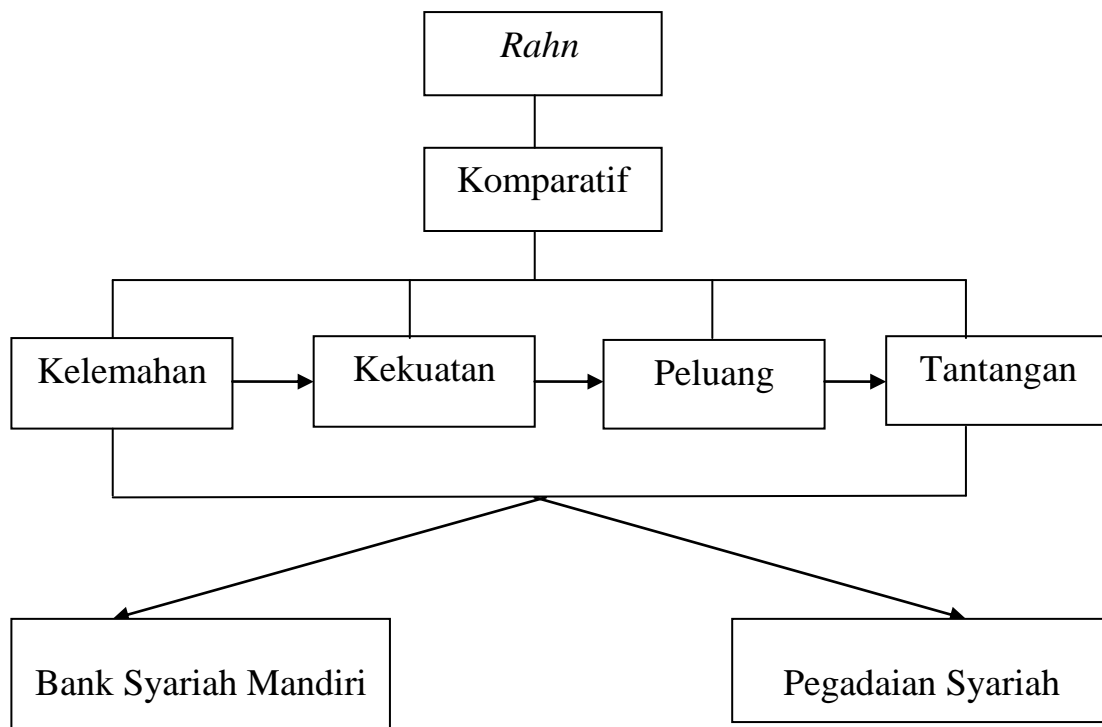 Rahn
Komparatif
Kelemahan
Kekuatan
Peluang
Tantangan
Bank Syariah Mandiri
Pegadaian Syariah